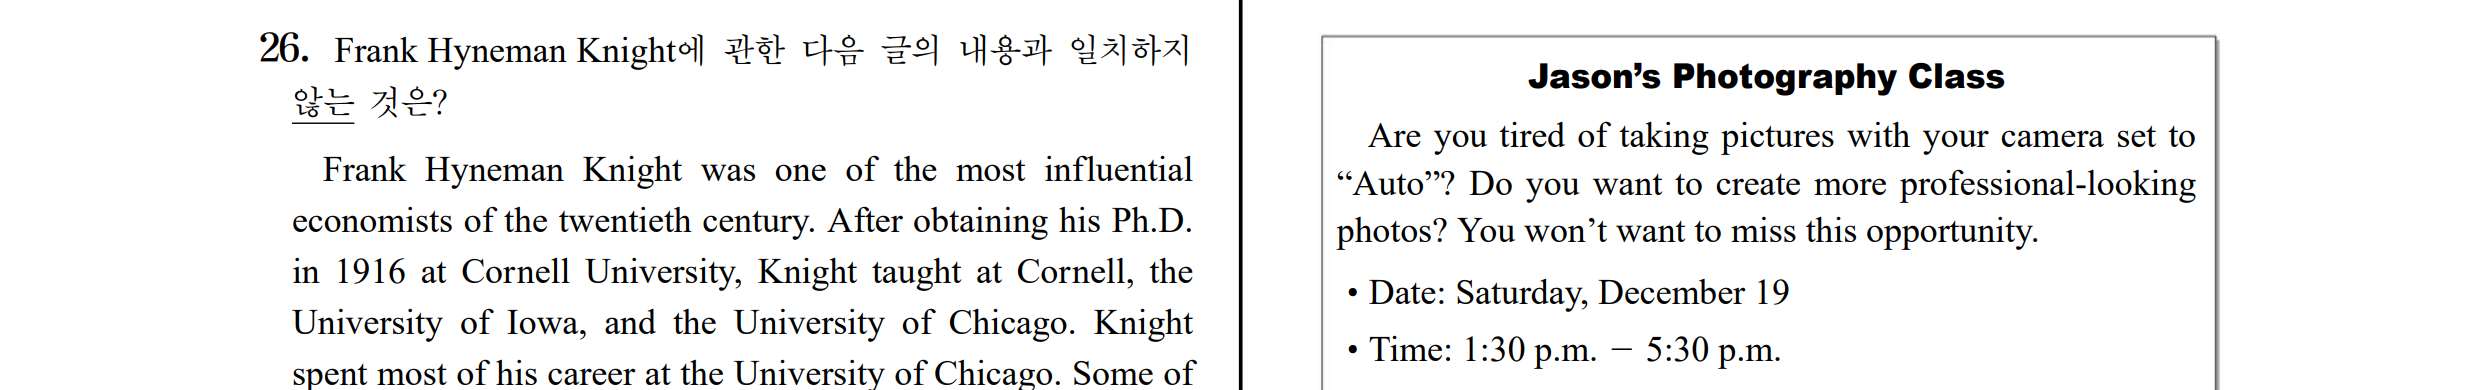 26. Frank Hyneman Knight에 관한 다음 글의 내용과 일치하지
않는 것은?
Frank Hyneman Knight was one of the most influential
economists of the twentieth century. After obtaining his Ph.D.
in 1916 at Cornell University, Knight taught at Cornell, the
University of Iowa, and the University of Chicago. Knight
spent most of his career at the University of Chicago. Some of
Jason’s Photography Class
Are you tired of taking pictures with your camera set to
“Auto”? Do you want to create more professional-looking
photos? You won’t want to miss this opportunity.
• Date: Saturday, December 19
• Time: 1:30 p.m. － 5:30 p.m.